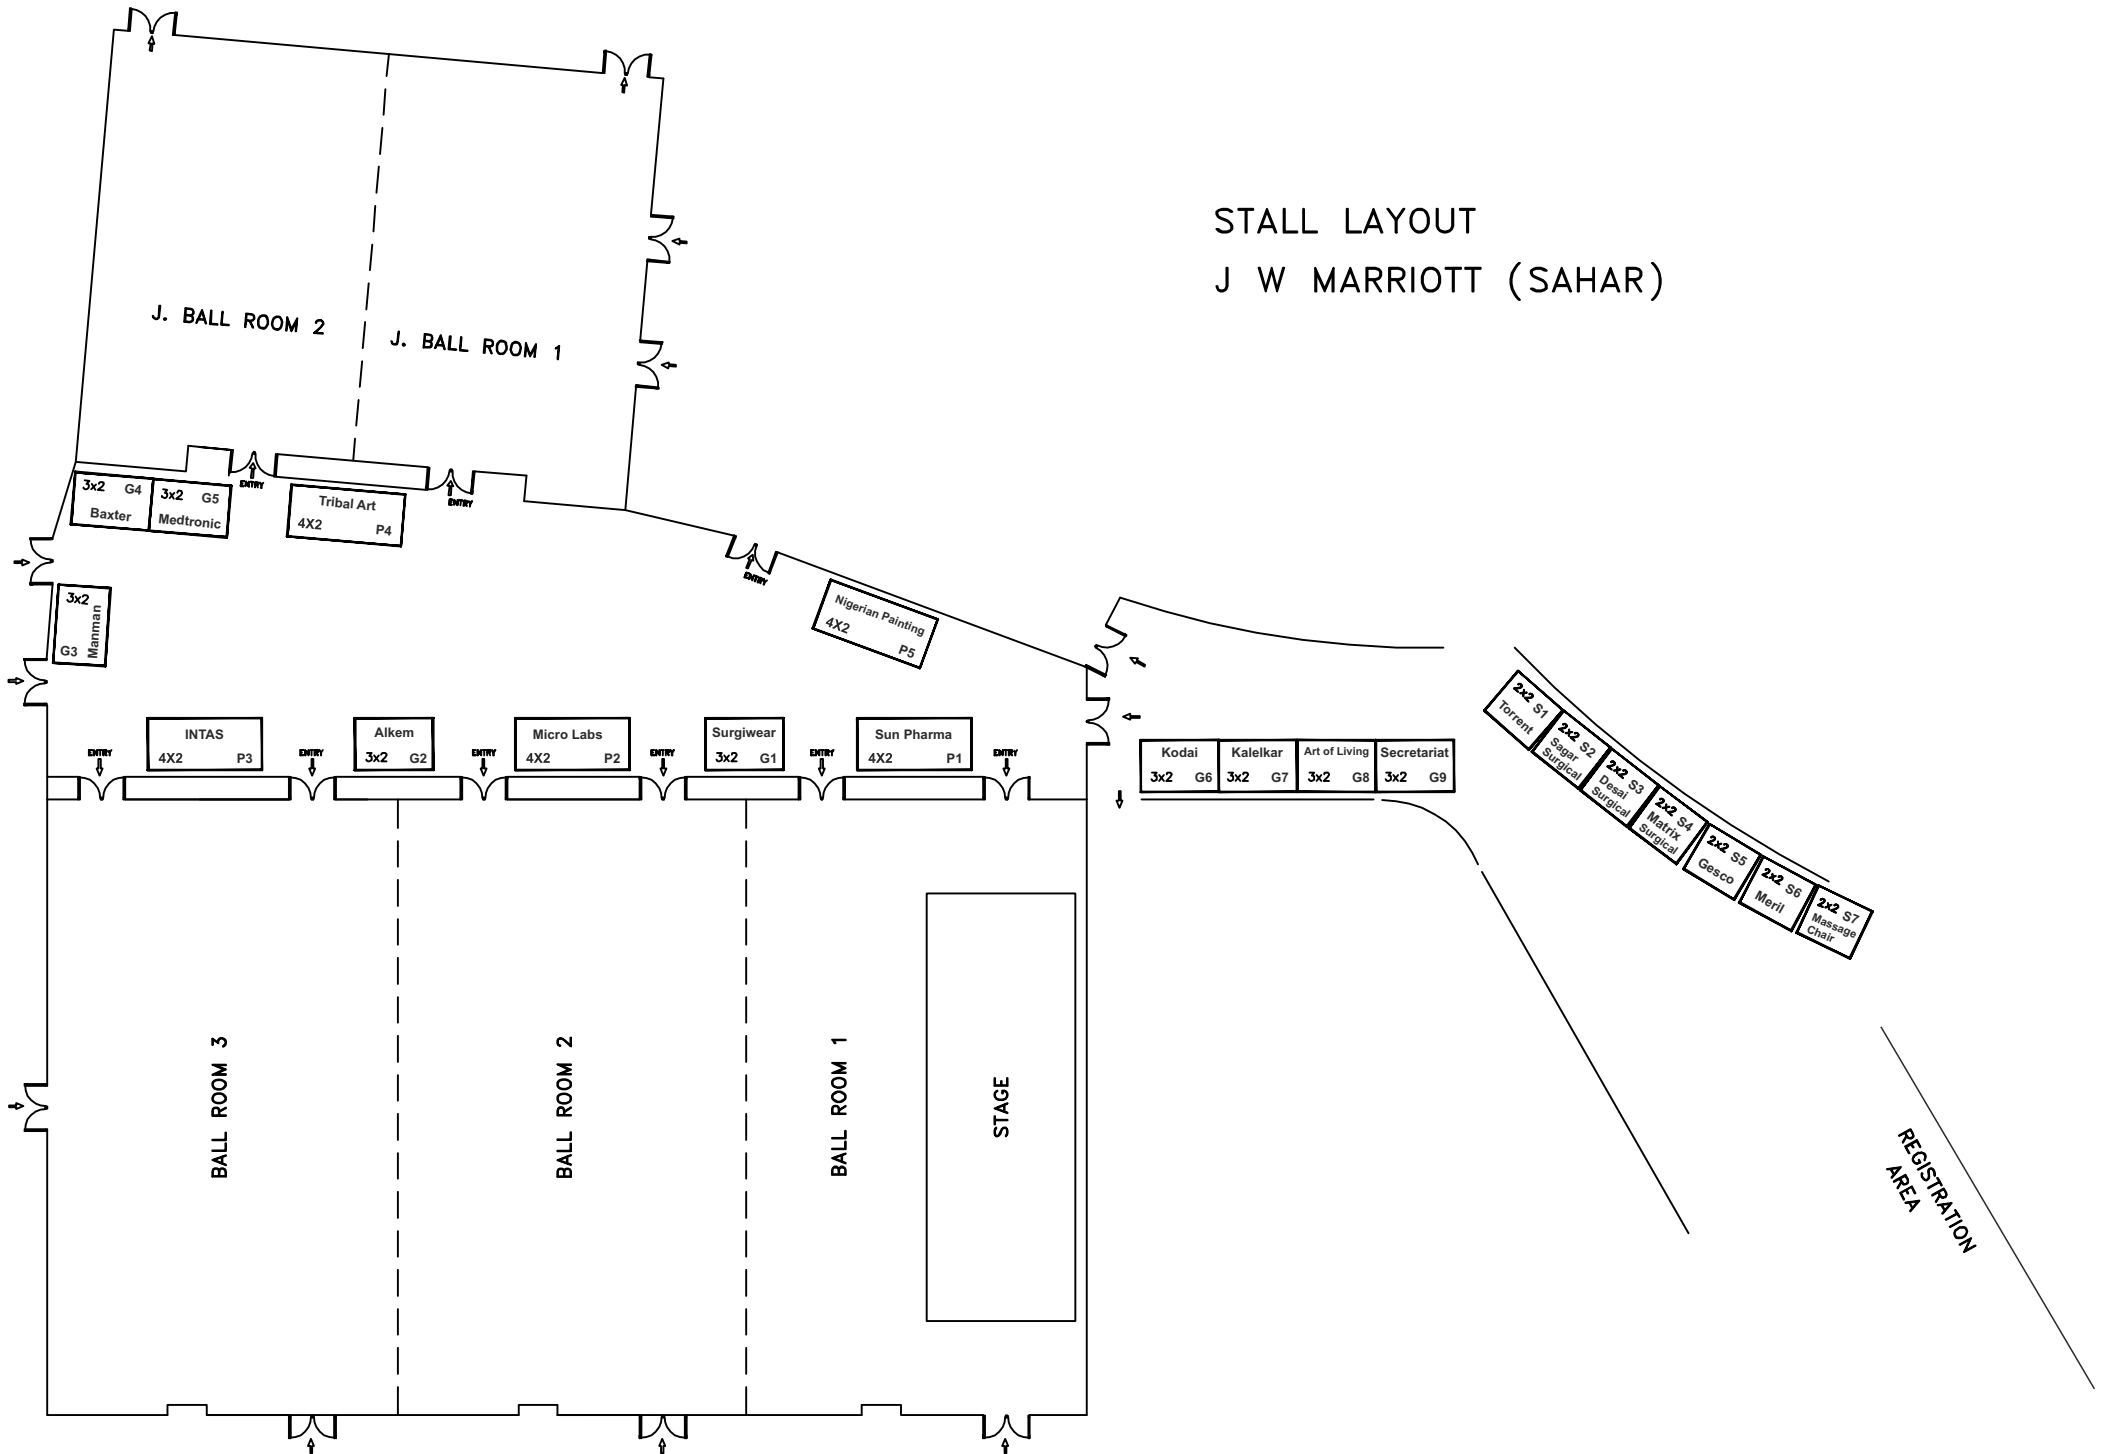 STALL LAYOUT
J W MARRIOTT (SAHAR)
J. BALL ROOM 2
J. BALL ROOM 1
3x2 G4
Baxter
3x2 G5
Medtronic
ENTRY
Tribal Art
4X2 P4
ENTRY
ENTRY
Nigerian Painting
4X2
P5
3x2
Manman
G3
ENTRY
INTAS
4X2 P3
ENTRY
Alkem
3x2 G2
ENTRY
Micro Labs
4X2 P2
ENTRY
Surgiwear
3x2 G1
ENTRY
Sun Pharma
4X2 P1
ENTRY
Kodai
3x2 G6
Kalelkar
3x2 G7
Art of Living
3x2 G8
Secretariat
3x2 G9
2x2 S1
Torrent
2x2 S2
Sagar
Surgical
2x2 S3
Desai
Surgical
2x2 S4
Matrix
Surgical
2x2 S5
Gesco
2x2 S6
Meril
2x2 S7
Massage
Chair
BALL ROOM 3
BALL ROOM 2
BALL ROOM 1
STAGE
REGISTRATION
AREA